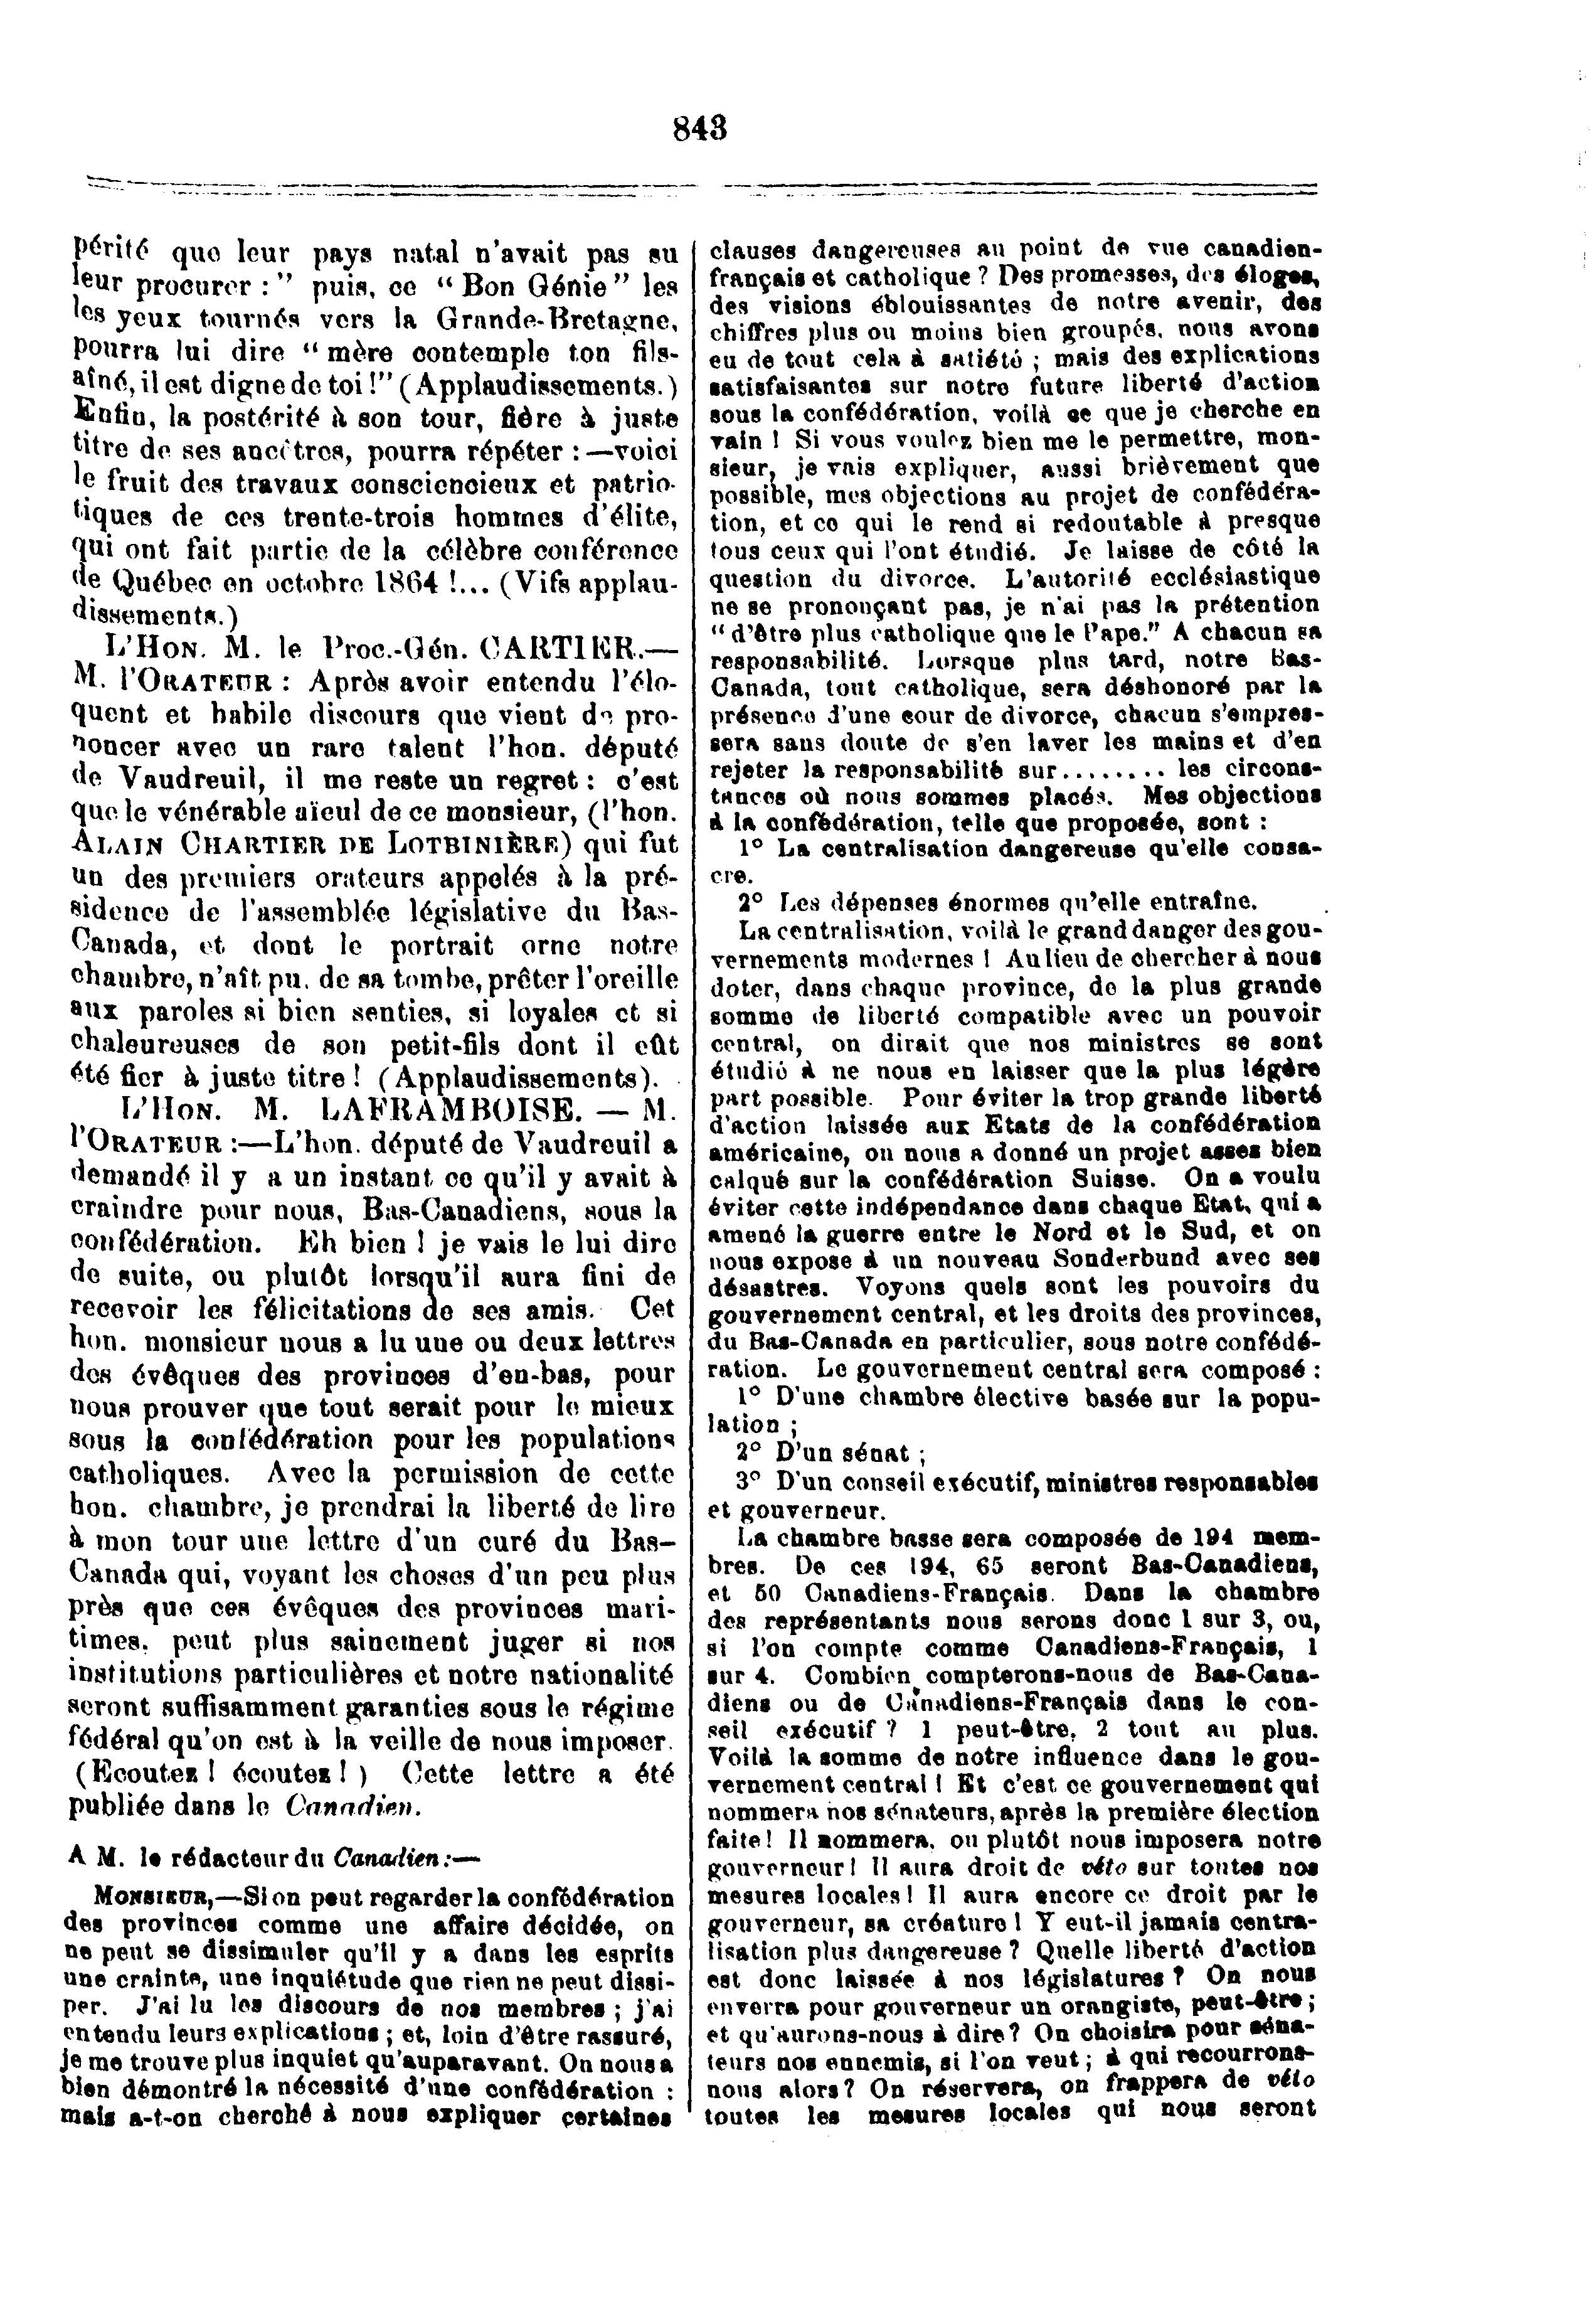 843
périté que leur pays natal n'avait pas su
leur procurer :" puis, ce " Bon Génie" les
les yeux tournés vers la Grande-Bretagne,
pourra lui dire " mère contemple ton fils-
aîné, il est digne de toi !" (Applaudissements.)
Enfin, la postérité à son tour, fière à juste
titre de ses ancêtres, pourra répéter :—voici
le fruit des travaux consciencieux et patrio-
tiques de ces trente-trois hommes d'élite,
qui ont fait partie de la célèbre conférence
de Québec en octobre 1864 !... (Vifs applau-
dissements.)
L'HON. M. le Proc.-Gén. CARTIER.—
M. l'ORATEUR : Après avoir entendu l'élo-
quent et habile discours que vient de pro-
noncer avec un rare talent l'hon. député
de Vaudreuil, il me reste un regret : c'est
que le vénérable aïeul de ce monsieur, (l'hon.
ALAIN CHARTIER DE LOTBINIÈRE) qui fut
un des premiers orateurs appelés à la pré-
sidence de l'assemblée législative du Bas-
Canada, et dont le portrait orne notre
chambre, n'aît pu, de sa tombe, prêter l'oreille
aux paroles si bien senties, si loyales et si
chaleureuses de son petit-fils dont il eût
été fier à juste titre ! (Applaudissements).
L'HON. M. LAFRAMBOISE. — M.
l'ORATEUR :—L'hon. député de Vaudreuil a
demandé il y a un instant ce qu'il y avait à
craindre pour nous, Bas-Canadiens, sous la
confédération. Eh bien ! je vais le lui dire
de suite, ou plutôt lorsqu'il aura fini de
recevoir les félicitations de ses amis. Cet
hon. monsieur nous a lu une ou deux lettres
des évêques des provinces d'en-bas, pour
nous prouver que tout serait pour le mieux
sous la confédération pour les populations
catholiques. Avec la permission de cette
hon. chambre, je prendrai la liberté de lire
à mon tour une lettre d'un curé du Bas-
Canada qui, voyant les choses d'un peu plus
près que ces évêques des provinces mari-
times, peut plus sainement juger si nos
institutions particulières et notre nationalité
seront suffisamment garanties sous le régime
fédéral qu'on est à la veille de nous imposer.
(Ecoutez ! écoutez ! ) Cette lettre a été
publiée dans le Canadien.
A M. le rédacteur du Canadien :—
MONSIEUR,—Si on peut regarder la confédération
des provinces comme une affaire décidée, on
ne peut se dissimuler qu'il y a dans les esprits
une crainte, une inquiétude que rien ne peut dissi-
per. J'ai lu les discours de nos membres ; j'ai
entendu leurs explications ; et, loin d'être rassuré,
je me trouve plus inquiet qu'auparavant. On nous a
bien démontré la nécessité d'une confédération :
mais a-t-on cherché à nous expliquer certaines
clauses dangereuses au point de vue canadien-
français et catholique ? Des promesses, des éloges,
des visions éblouissantes de notre avenir, des
chiffres plus ou moins bien groupés, nous avons
eu de tout cela à satiété ; mais des explications
satisfaisantes sur notre future liberté d'action
sous la confédération, voilà ce que je cherche en
vain ! Si vous voulez bien me le permettre, mon-
sieur, je vais expliquer, aussi brièvement que
possible, mes objections au projet de confédéra-
tion, et ce qui le rend si redoutable à presque
tous ceux qui l'ont étudié. Je laisse de côté la
question du divorce. L'autorité ecclésiastique
ne se prononçant pas, je n'ai pas la prétention
" d'être plus catholique que le Pape." A chacun sa
responsabilité. Lorsque plus tard, notre Bas-
Canada, tout catholique, sera déshonoré par la
présence d'une cour de divorce, chacun s'empres-
sera sans doute de s'en laver les mains et d'en
rejeter la responsabilité sur........ les circons-
tances où nous sommes placés. Mes objections
à la confédération, telle que proposée, sont :
1° La centralisation dangereuse qu'elle consa-
cre.
2° Les dépenses énormes qu'elle entraîne.
La centralisation, voilà le grand danger des gou-
vernements modernes ! Au lieu de chercher à nous
doter, dans chaque province, de la plus grande
somme de liberté compatible avec un pouvoir
central, on dirait que nos ministres se sont
étudié à ne nous en laisser que la plus légère
part possible. Pour éviter la trop grande liberté
d'action laissée aux Etats de la confédération
américaine, on nous a donné un projet assez bien
calqué sur la confédération Suisse. On a voulu
éviter cette indépendance dans chaque Etat, qui a
amené la guerre entre le Nord et le Sud, et on
nous expose à un nouveau Sonderbund avec ses
désastres. Voyons quels sont les pouvoirs du
gouvernement central, et les droits des provinces,
du Bas-Canada en particulier, sous notre confédé-
ration. Le gouvernement central sera composé :
1° D'une chambre élective basée sur la popu-
lation ;
2° D'un sénat ;
3° D'un conseil exécutif, ministres responsables
et gouverneur.
La chambre basse sera composée de 194 mem-
bres. De ces 194, 65 seront Bas-Canadiens,
et 50 Canadiens-Français. Dans la chambre
des représentants nous serons donc 1 sur 3, ou,
si l'on compte comme Canadiens-Français, 1
sur 4. Combien compterons-nous de Bas-Cana-
diens ou de Canadiens-Français dans le con-
seil exécutif ? 1 peut-être, 2 tout au plus.
Voilà la somme de notre influence dans le gou-
vernement central ! Et c'est ce gouvernement qui
nommera nos sénateurs, après la première élection
faite ! Il nommera, ou plutôt nous imposera notre
gouverneur ! Il aura droit de véto sur toutes nos
mesures locales ! Il aura encore ce droit par le
gouverneur, sa créature ! Y eut-il jamais centra-
lisation plus dangereuse ? Quelle liberté d'action
est donc laissée à nos législatures ? On nous
enverra pour gouverneur un orangiste, peut-être ;
et qu'aurons-nous à dire ? On choisira pour séna-
teurs nos ennemis, si l'on veut ; à qui recourrons-
nous alors ? On réservera, on frappera de véto
toutes les mesures locales qui nous seront